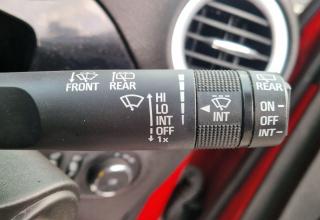 FRONT REAR
REAR
HI
LO
INT
OFF
1x
INT
ON
OFF
INT